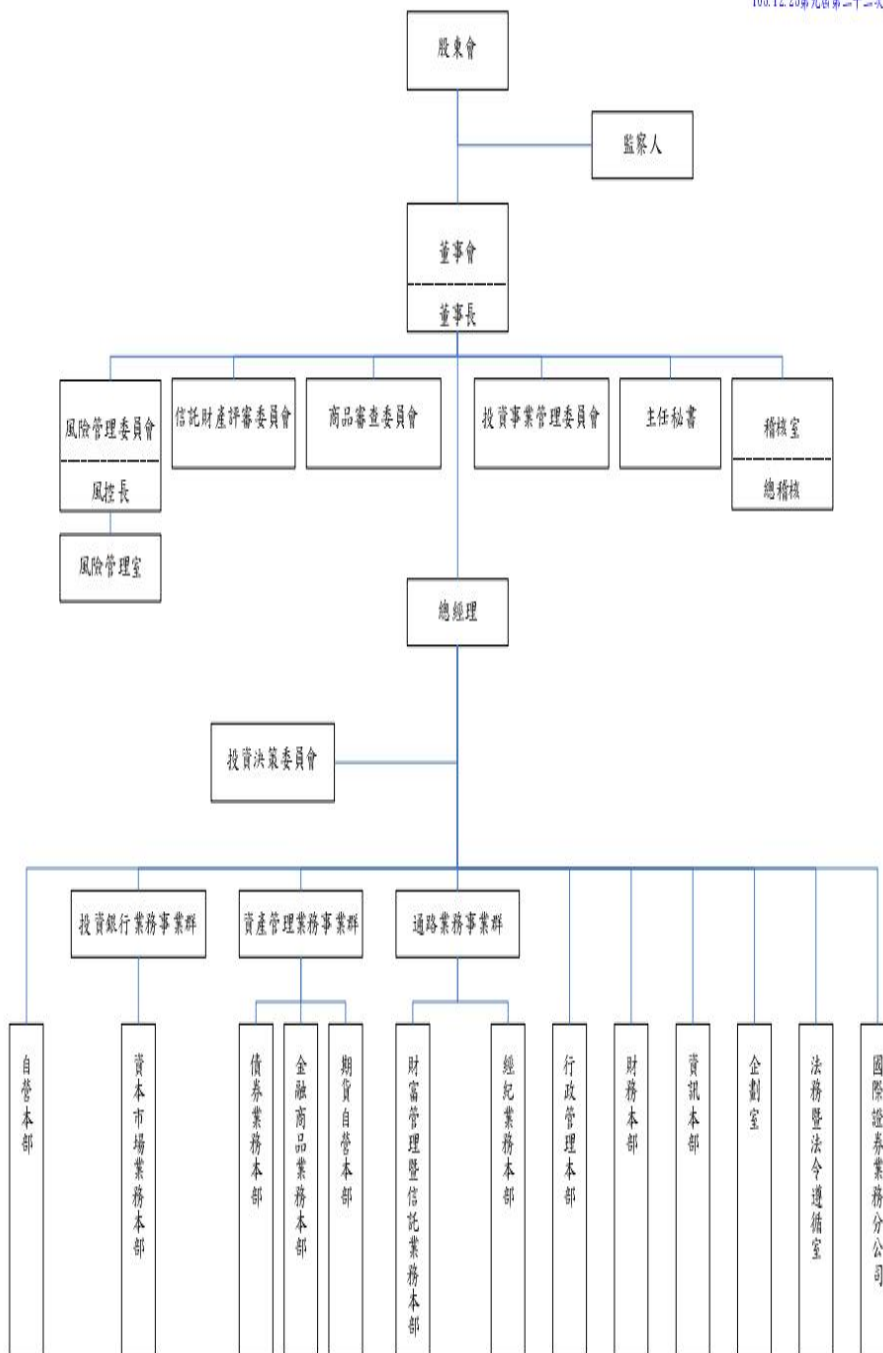 股東會
監察人
董事會
董事長
風險管理委員會
風控長
信託財產評審委員會
商品審查委員會
投資事業管理委員會
主任秘書
稽核室
總稽核
風險管理室
總經理
投資決策委員會
投資銀行業務事業群
資產管理業務事業群
通路業務事業群
自營本部
資本市場業務本部
債券業務本部
金融商品業務本部
期貨自營本部
財富管理暨信託業務本部
經紀業務本部
行政管理本部
財務本部
資訊本部
企劃室
法務暨法令遵循室
國際證券業務分公司